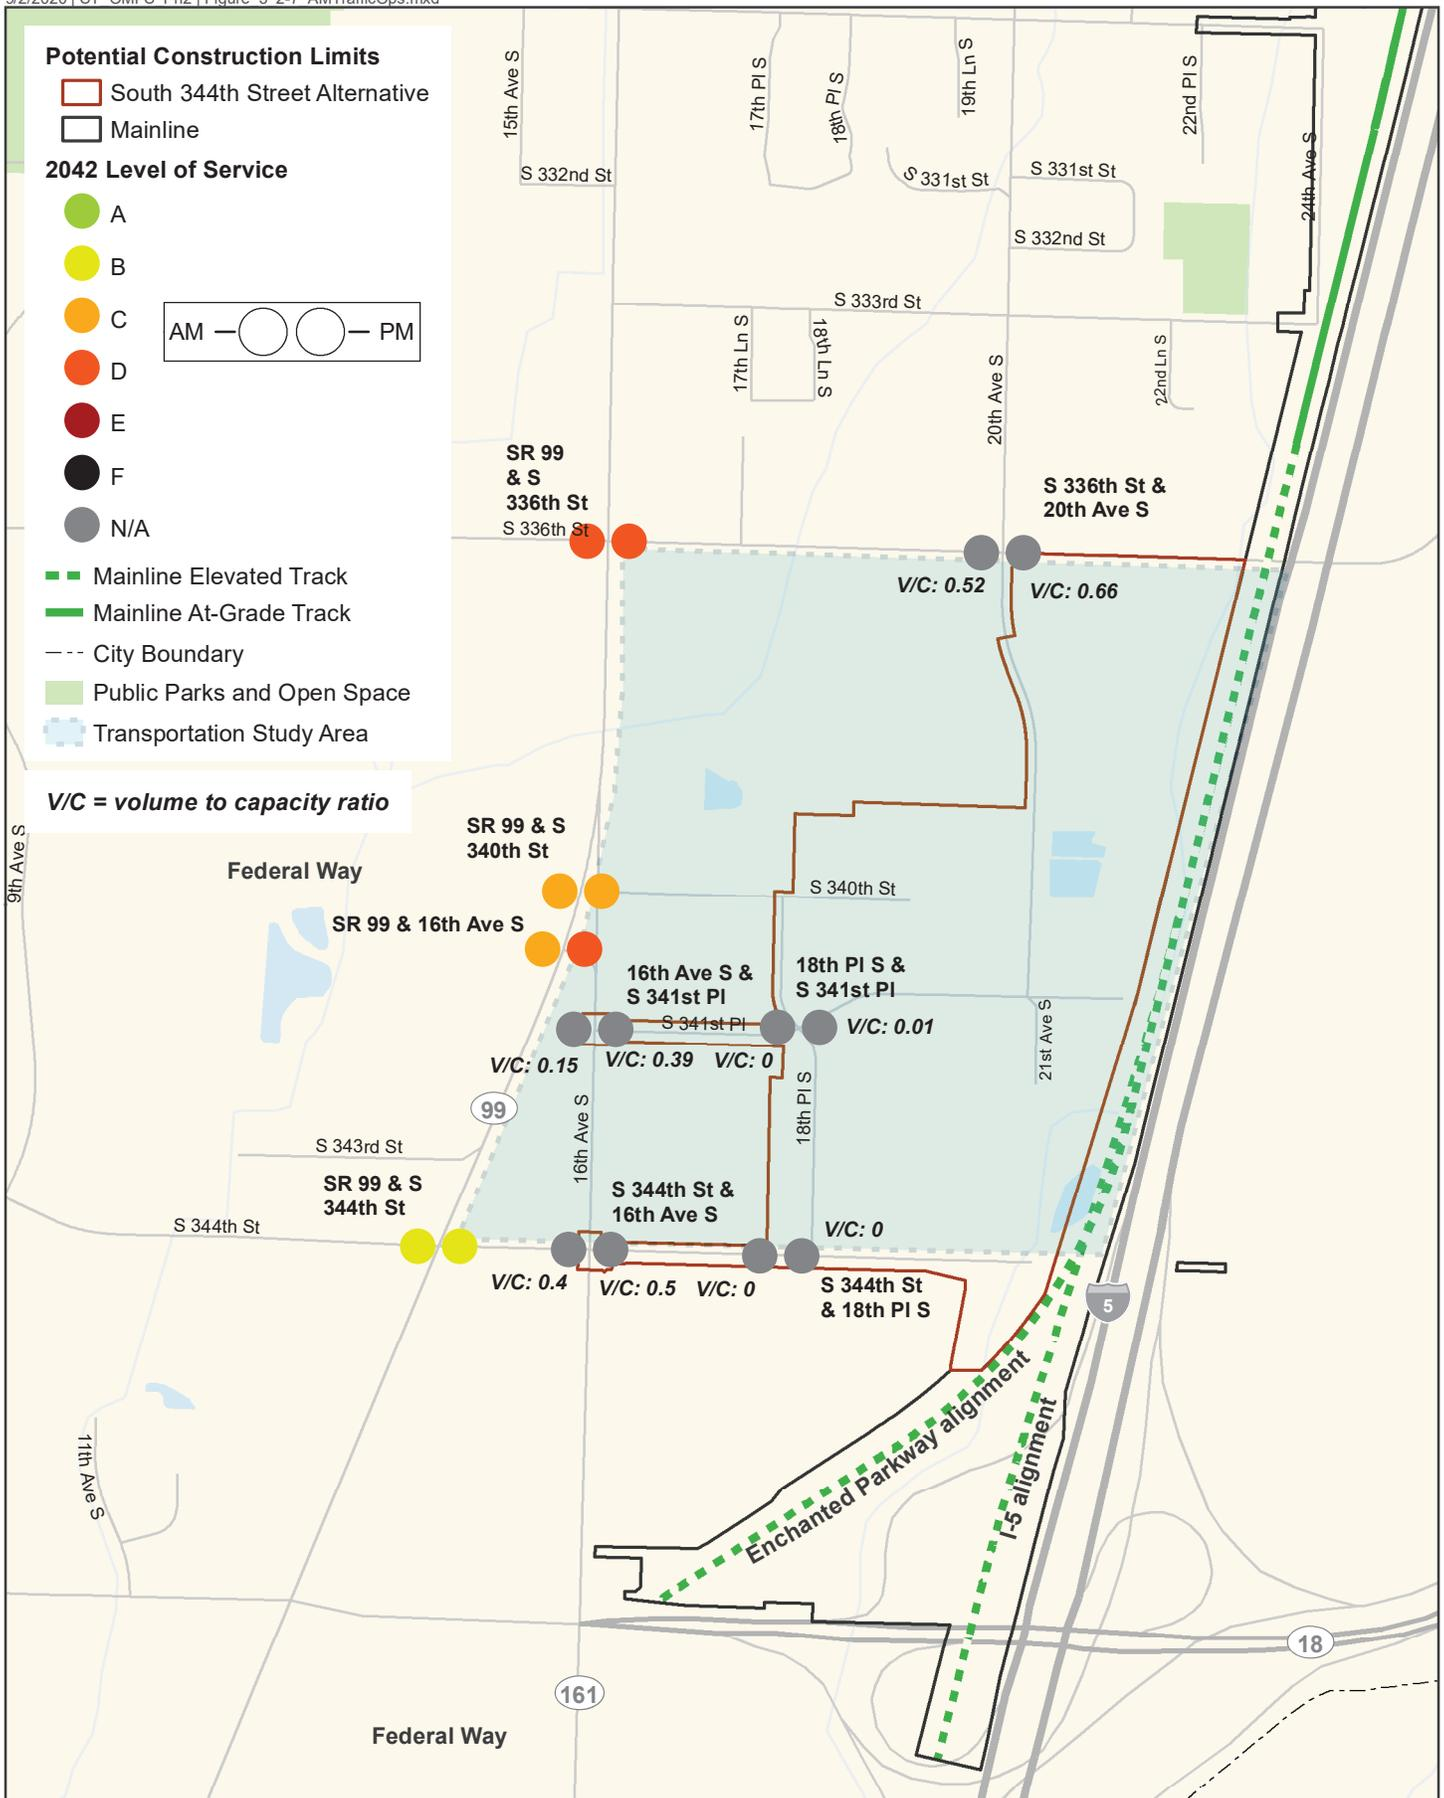 Potential Construction Limits
South 344th Street Alternative
Mainline
2042 Level of Service
A
B
C
AM
PM
D
E
F
N/A
Mainline Elevated Track
Mainline At-Grade Track
City Boundary
Public Parks and Open Space
Transportation Study Area
V/C = volume to capacity ratio
15th Ave S
17th Pl S
18th Pl S
19th Ln S
22nd Pl S
24th Ave S
S 332nd St
S 331st St
S 331st St
S 332nd St
S 333rd St
17th Ln S
18th Ln S
20th Ave S
22nd Ln S
SR 99
& S
336th St
S 336th St
S 336th St &
20th Ave S
V/C: 0.52
V/C: 0.66
SR 99 & S
340th St
9th Ave S
Federal Way
S 340th St
SR 99 & 16th Ave S
16th Ave S &
S 341st Pl
18th Pl S &
S 341st Pl
S 341st Pl
V/C: 0.01
V/C: 0.15
V/C: 0.39
V/C: 0
21st Ave S
99
16th Ave S
18th Pl S
S 343rd St
SR 99 & S
344th St
S 344th St &
16th Ave S
S 344th St
V/C: 0
V/C: 0.4
V/C: 0.5
V/C: 0
S 344th St
& 18th Pl S
5
Enchanted Parkway alignment
I-5 alignment
11th Ave S
18
161
Federal Way